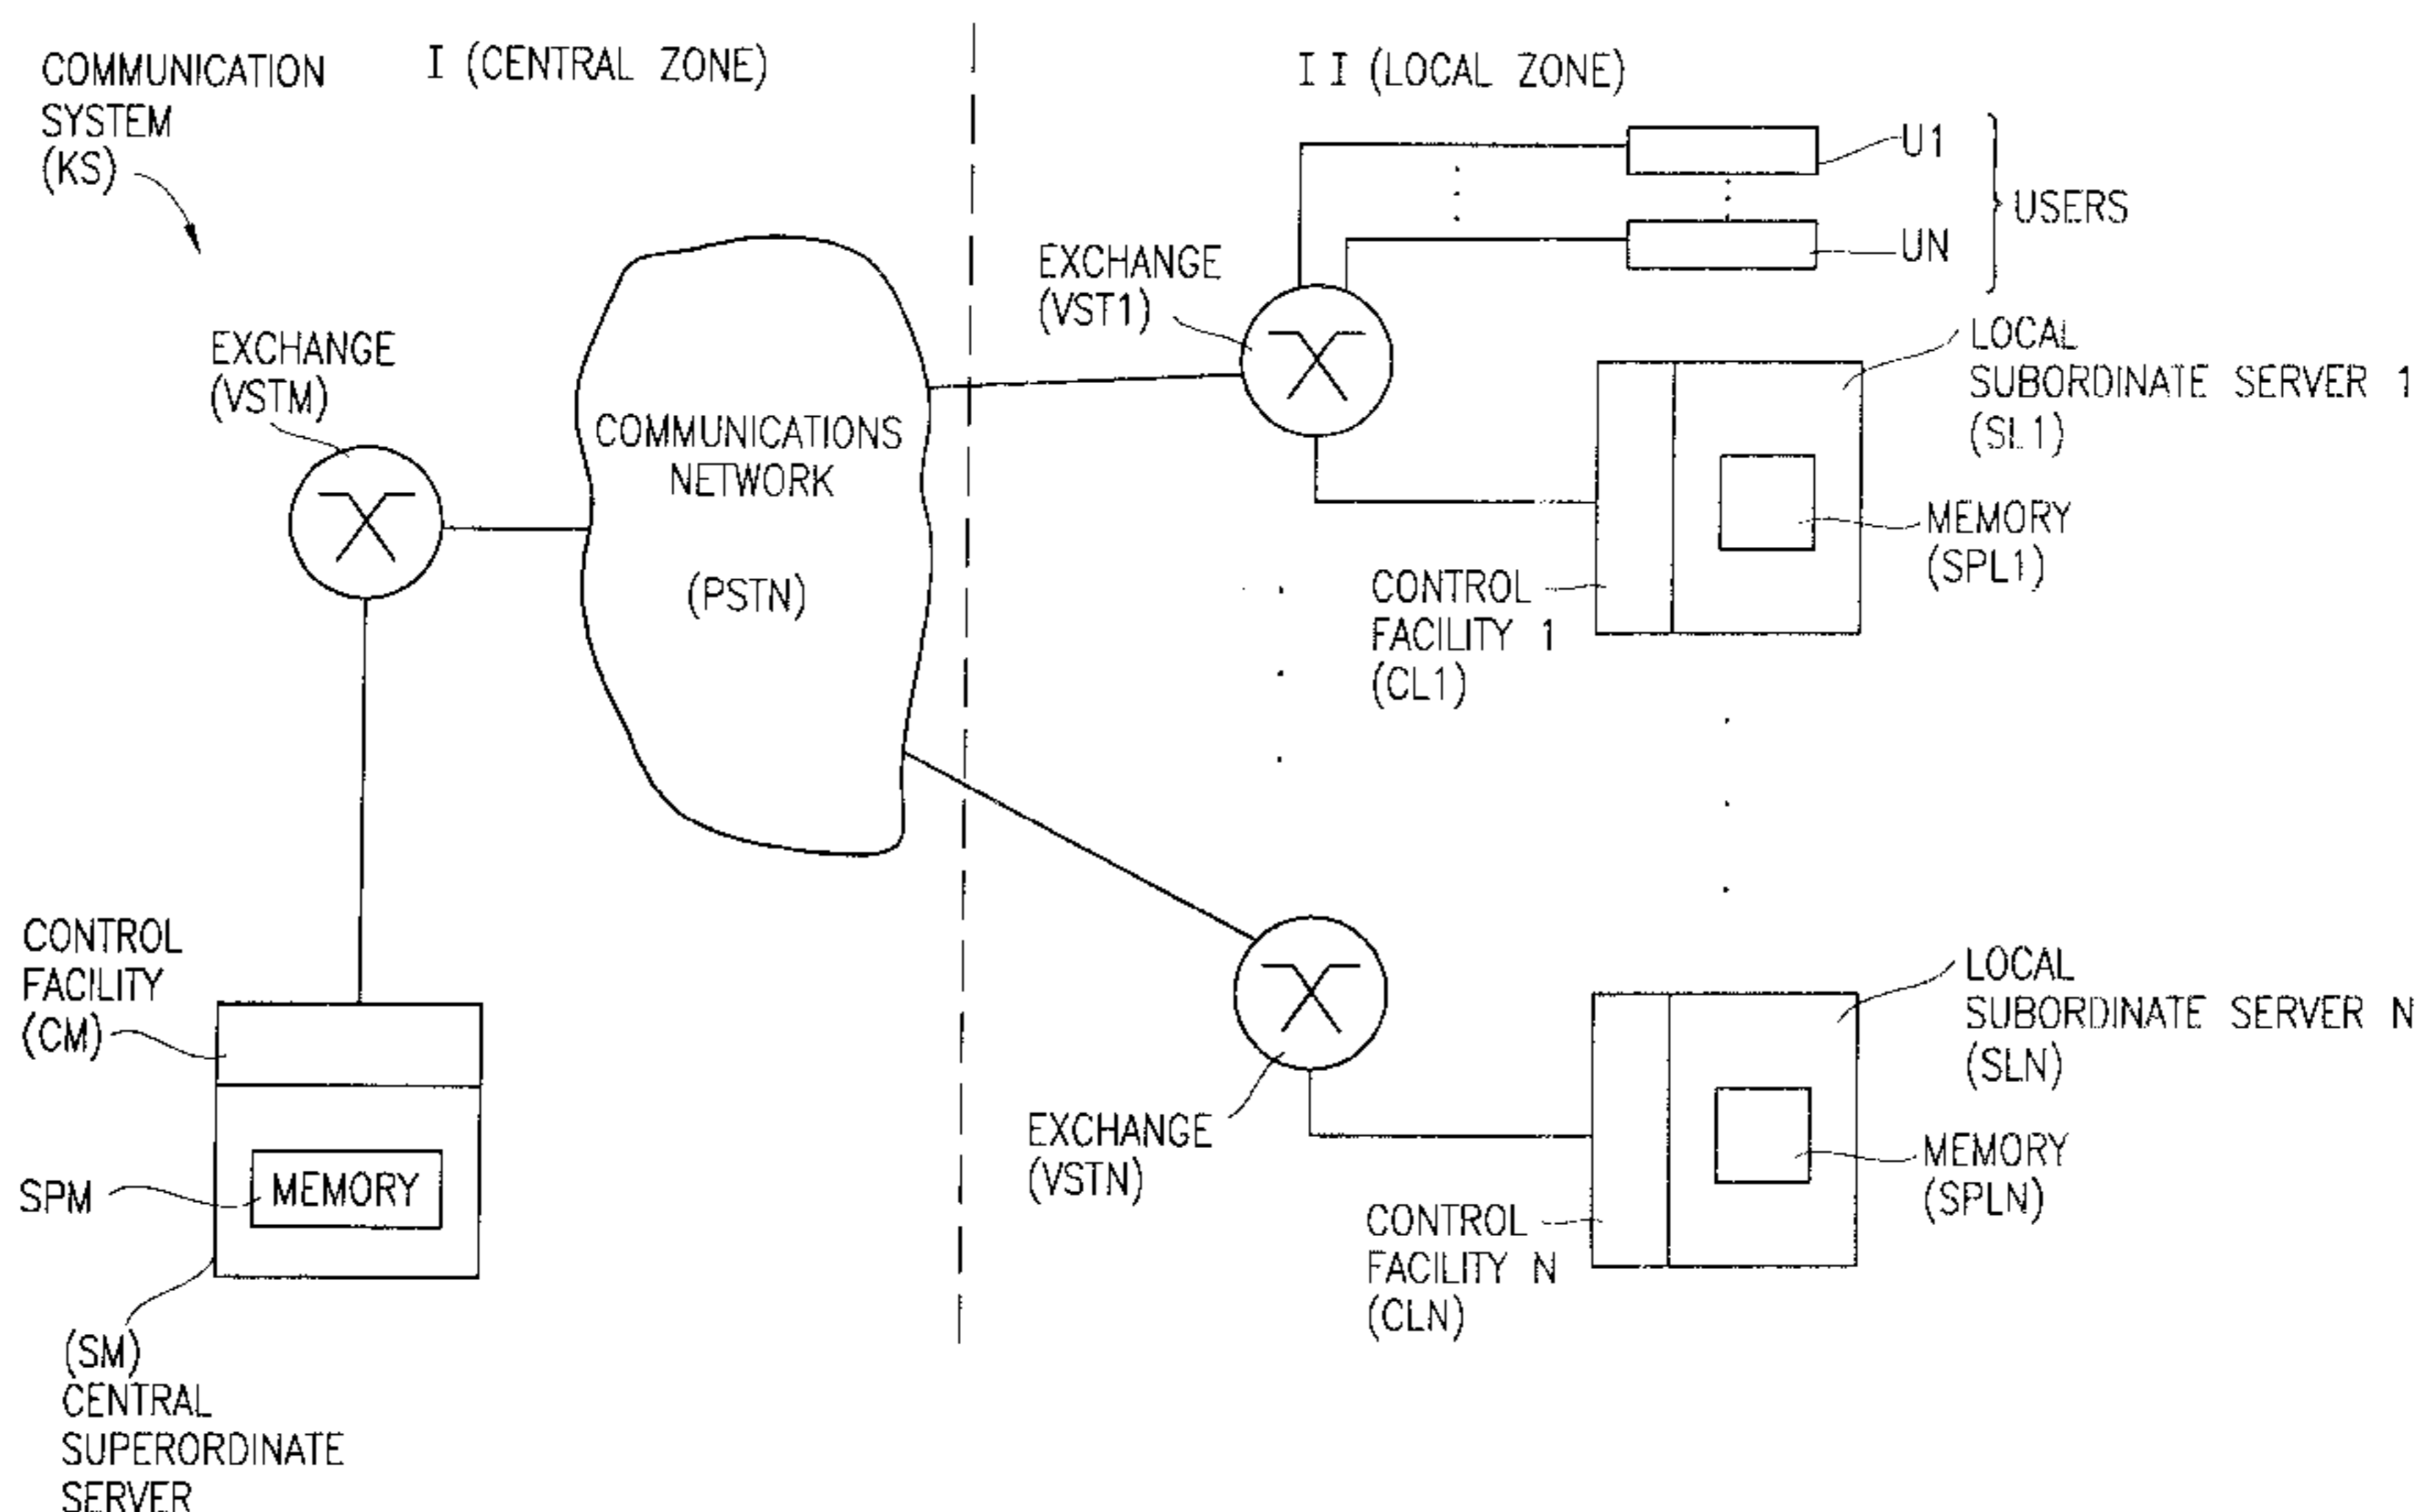 COMMUNICATION
SYSTEM
(KS)
I (CENTRAL ZONE)
II (LOCAL ZONE)
U1
UN
USERS
EXCHANGE
(VST1)
EXCHANGE
(VSTM)
COMMUNICATIONS
NETWORK
(PSTN)
LOCAL
SUBORDINATE SERVER 1
(SL1)
MEMORY
(SPL1)
CONTROL
FACILITY 1
(CL1)
CONTROL
FACILITY
(CM)
SPM
MEMORY
(SM)
CENTRAL
SUPERORDINATE
SERVER
EXCHANGE
(VSTN)
LOCAL
SUBORDINATE SERVER N
(SLN)
MEMORY
(SPLN)
CONTROL
FACILITY N
(CLN)